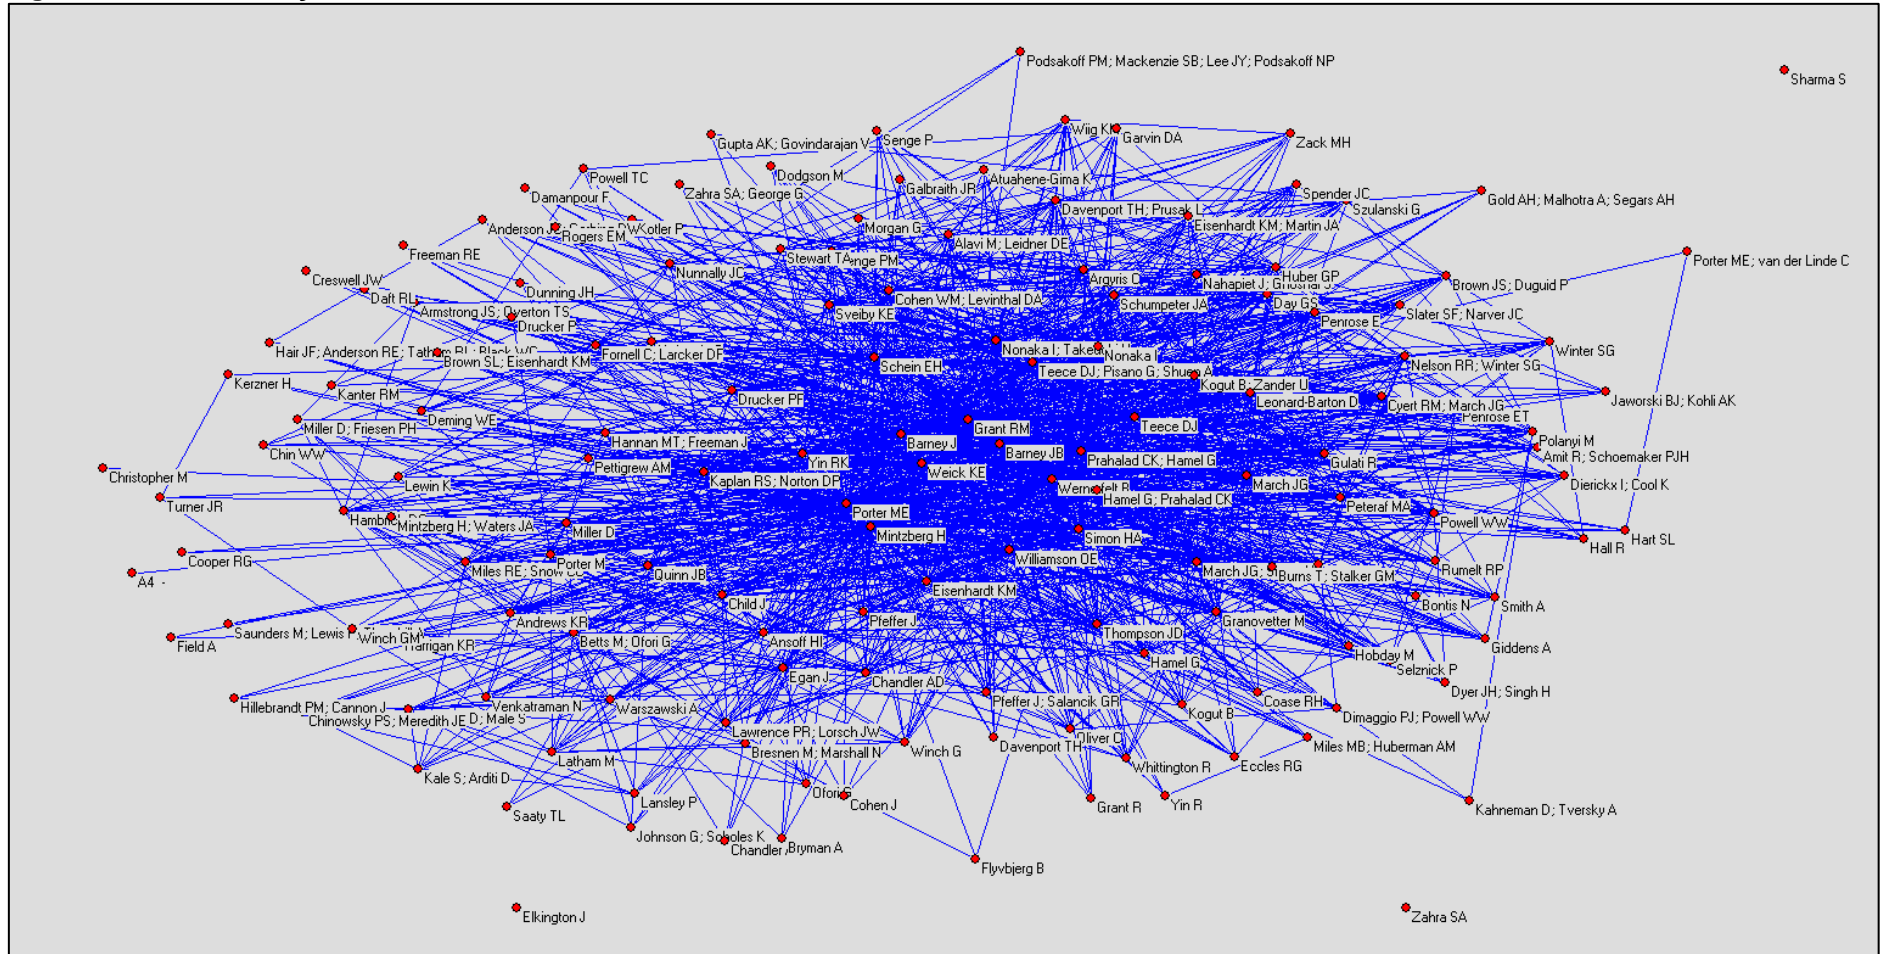 Podsakoff PM; Mackenzie SB; Lee JY; Podsakoff NP
Sharma S
Wiig
Garvin DA
Gupta AK; Govindarajan V
Senge P
Zack MH
Powell TC
Dodgson M
Atuahene-Gima K
Damanpour F
Zahra SA; George G
Galbraith JR
Spender JC
Szulanski G
Gold AH; Malhotra A; Segars AH
Davenport TH; Prusak L
Anderson
Kotler P
Rogers EM
Morgan G
Eisenhardt KM; Martin JA
Alavi M; Leidner DE
Freeman RE
Stewart TA
nge PM
Porter ME; van der Linde C
Nunnally JC
Argyris C
Huber GP
Nahapiet J; Ghoshal S
Creswell JW
Daft RL
Dunning JH
Brown JS; Duguid P
Cohen WM; Levinthal DA
Schumpeter JA
Day GS
Armstrong JS; Overton TS
Sveiby KE
Slater SF; Narver JC
Penrose E
Drucker P
Hair JF; Anderson RE; Tatham RL; Black WC
Brown SL; Eisenhardt KM
Fornell C; Larcker DF
Nonaka I; Takeuchi H
Nonaka I
Winter SG
Schein EH
Teece DJ; Pisano G; Shuen A
Nelson RR; Winter SG
Kerzner H
Kogut B; Zander U
Kanter RM
Drucker PF
Leonard-Barton D
Cyert RM; March JG
Jaworski BJ; Kohli AK
Deming WE
Penrose ET
Miller D; Friesen PH
Grant RM
Teece DJ
Hannan MT; Freeman J
Barney J
Polanyi M
Chin WW
Barney JB
Amit R; Schoemaker PJH
Yin RK
Prahalad CK; Hamel G
Pettigrew AM
Weick KE
Gulati R
Christopher M
Kaplan RS; Norton DP
March JG
Dierickx I; Cool K
Lewin K
Wernerfelt B
Hamel G; Prahalad CK
Turner JR
Peteraf MA
Porter ME
Hambrick
Mintzberg H; Waters JA
Powell WW
Miller D
Mintzberg H
Simon HA
Hart SL
Hall R
Cooper RG
Williamson OE
Porter M
Miles RE; Snow CC
Quinn JB
March JG;
Burns T; Stalker GM
Rumelt RP
A4 -
Eisenhardt KM
Child J
Bontis N
Smith A
Andrews KR
Pfeffer J
Granovetter M
Saunders M; Lewis
Thompson JD
Field A
Winch GM
Harrigan KR
Betts M; Ofori G
Ansoff HI
Giddens A
Hobday M
Hamel G
Selznick P
Egan J
Chandler AD
Dyer JH; Singh H
Hillebrandt PM; Cannon J
Venkatraman N
Warszawski A
Pfeffer J; Salancik GR
Coase RH
Kogut B
Dimaggio PJ; Powell WW
Chinowsky PS; Meredith JE
D; Male S
Lawrence PR; Lorsch JW
Oliver C
Davenport TH
Bresnen M; Marshall N
Winch G
Miles MB; Huberman AM
Latham M
Whittington R
Eccles RG
Kale S; Arditi D
Ofori G
Lansley P
Cohen J
Grant R
Yin R
Saaty TL
Kahneman D; Tversky A
Johnson G; Scholes K
Chandler
Bryman A
Flyvbjerg B
Elkington J
Zahra SA